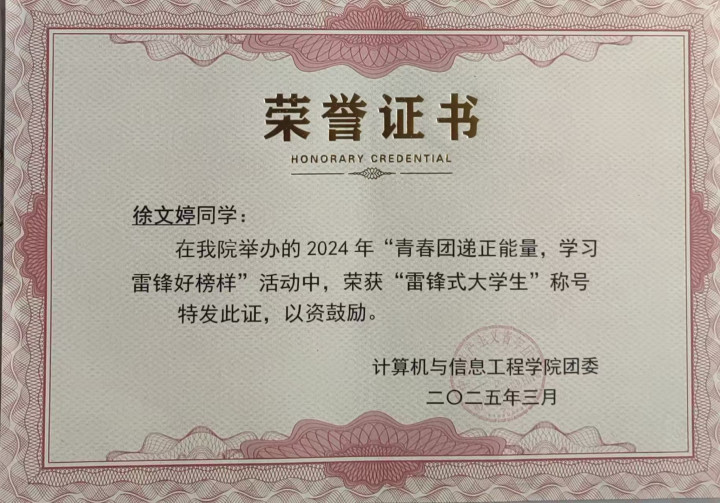 荣誉证书
HONORARY CREDENTIAL
徐文婷同学：
在我院举办的 2024 年“青春团递正能量，学习
雷锋好榜样”活动中，荣获“雷锋式大学生”称号
特发此证，以资鼓励。
计算机与信息工程学院团委
二〇二五年三月